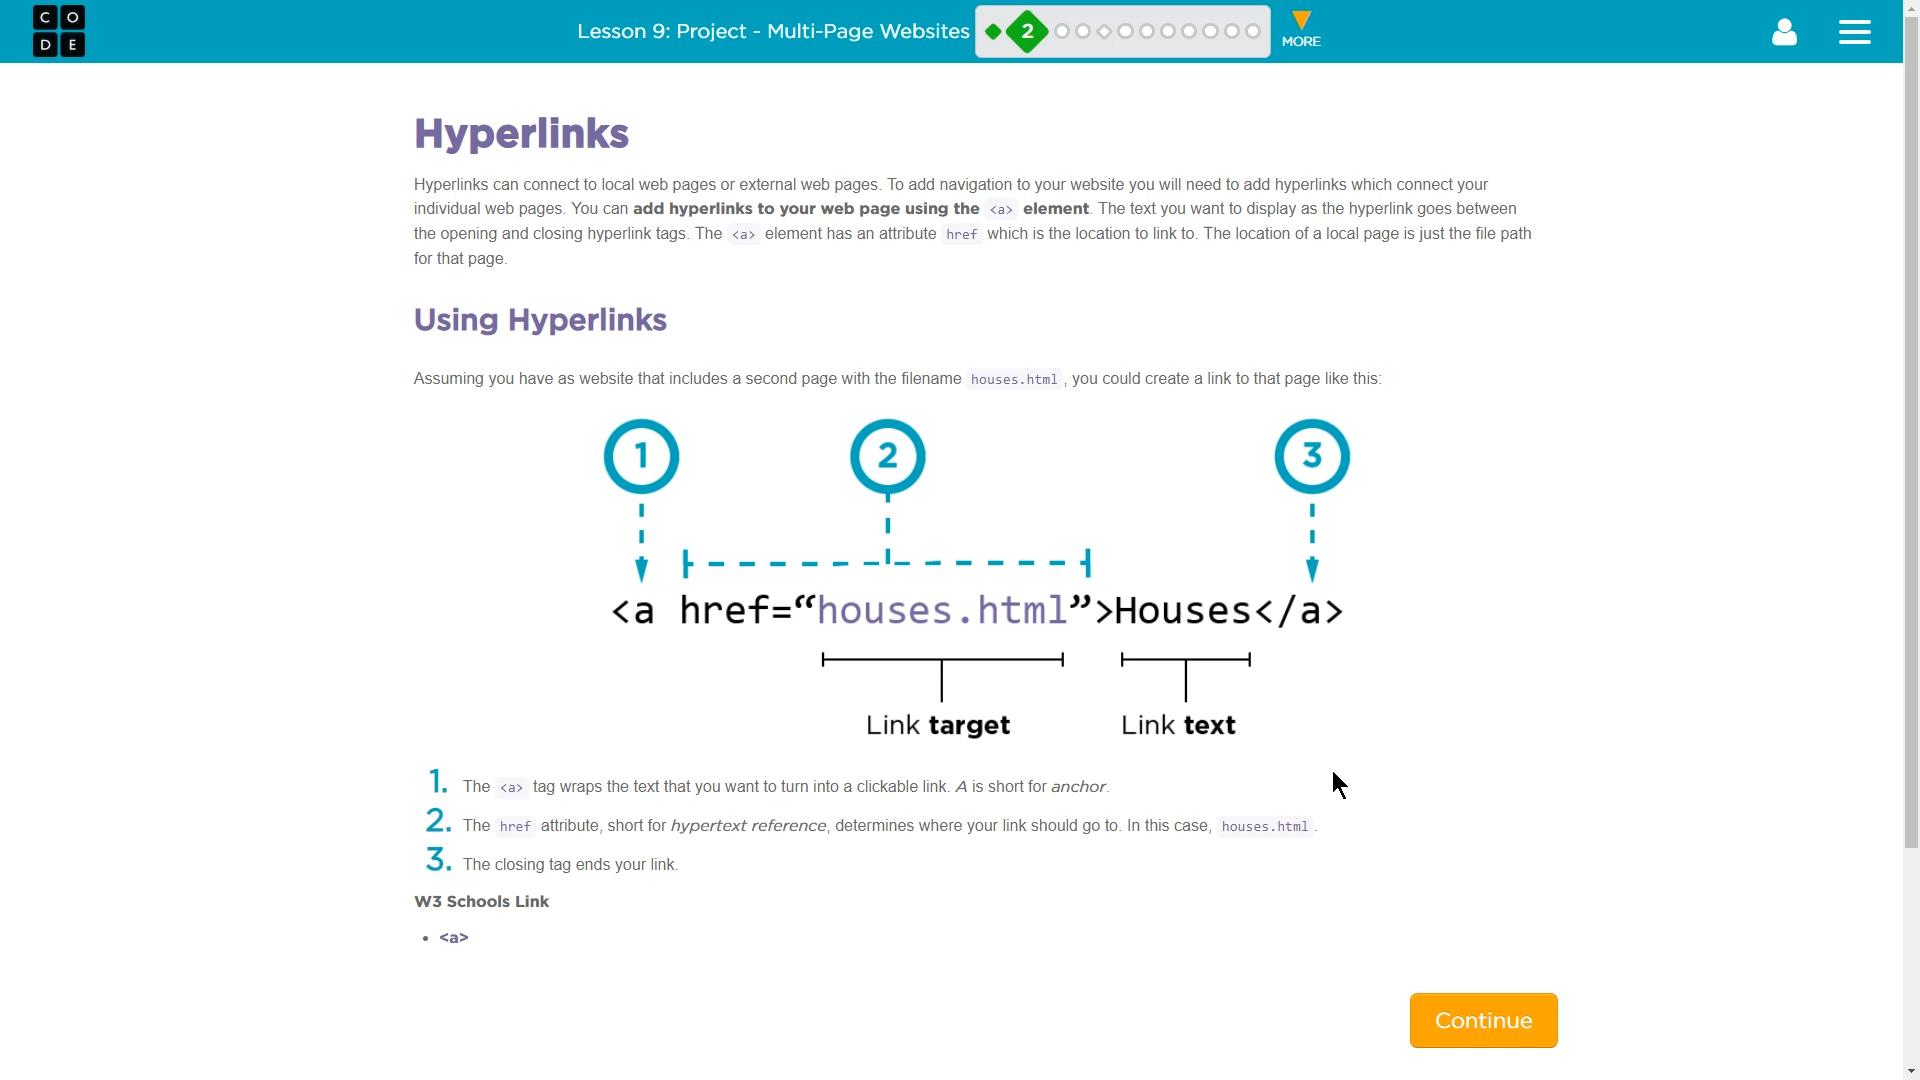 C O
D E
Lesson 9: Project - Multi-Page Websites
2
MORE
Hyperlinks
Hyperlinks can connect to local web pages or external web pages. To add navigation to your website you will need to add hyperlinks which connect your
individual web pages. You can add hyperlinks to your web page using the <a> element. The text you want to display as the hyperlink goes between
the opening and closing hyperlink tags. The <a> element has an attribute href which is the location to link to. The location of a local page is just the file path
for that page.
Using Hyperlinks
Assuming you have as website that includes a second page with the filename houses.html, you could create a link to that page like this:
1 2 3
<a href=“houses.html”>Houses</a>
Link target Link text
1. The <a> tag wraps the text that you want to turn into a clickable link. A is short for anchor.
2. The href attribute, short for hypertext reference, determines where your link should go to. In this case, houses.html.
3. The closing tag ends your link.
W3 Schools Link
• <a>
Continue